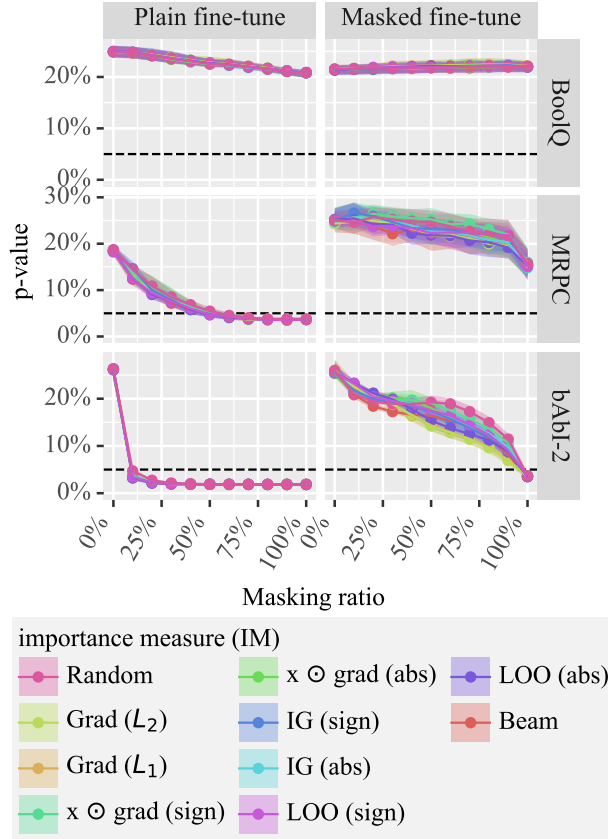 Plain fine-tune Masked fine-tune
20%
10%
0%
BoolQ
30%
20%
10%
0%
MRPC
20%
10%
0%
bAbI-2
p-value
0% 25% 50% 75% 100% 0% 25% 50% 75% 100%
Masking ratio
importance measure (IM)
Random
Grad (L₂)
Grad (L₁)
x ⊙ grad (sign)
x ⊙ grad (abs)
IG (sign)
IG (abs)
LOO (sign)
LOO (abs)
Beam